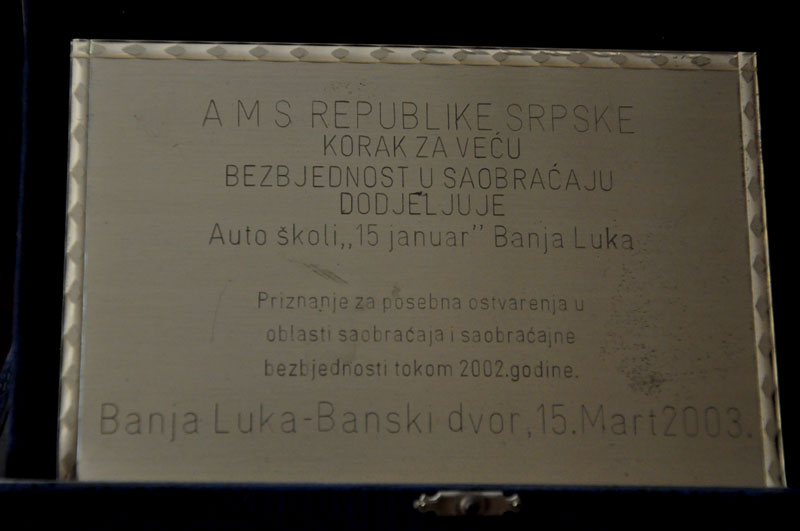 AMS REPUBLIKE SRPSKE
KORAK ZA VEĆU
BEZBJEDNOST U SAOBRAĆAJU
DODJELJUJE
Auto školi,,15 januar" Banja Luka
Priznanje za posebna ostvarenja u
oblasti saobraćaja i saobraćajne
bezbjednosti tokom 2002.godine.
Banja Luka-Banski dvor,15.Mart2003.